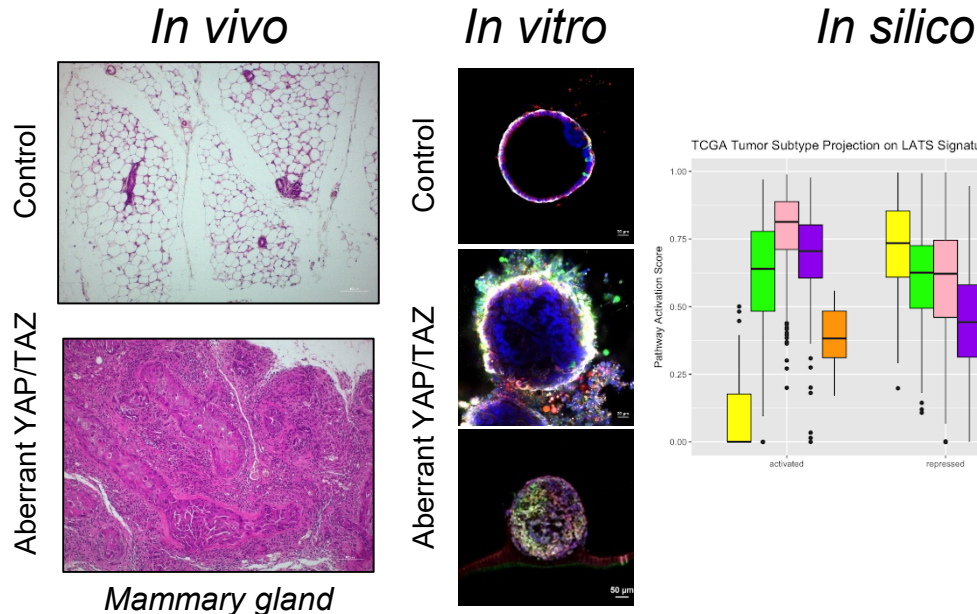 In vivo
In vitro
In silico
Control
Aberrant YAP/TAZ
Mammary gland
Control
Aberrant YAP/TAZ
50 μm
TCGA Tumor Subtype Projection on LATS Signatu
Pathway Activation Score
1.00
0.75
0.50
0.25
0.00
activated
repressed